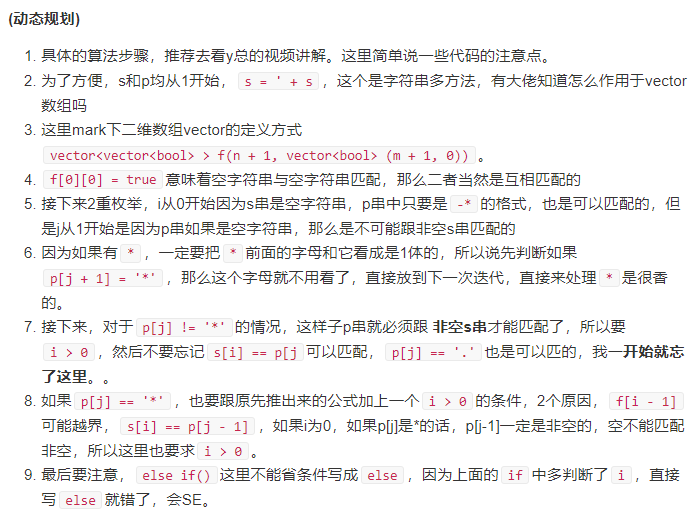 (动态规划)
1. 具体的算法步骤，推荐去看y总的视频讲解。这里简单说一些代码的注意点。
2. 为了方便，s和p均从1开始， s = ' + s ，这个是字符串多方法，有大佬知道怎么作用于vector
数组吗
3. 这里mark下二维数组vector的定义方式
vector<vector<bool> > f(n + 1, vector<bool> (m + 1, 0)) 。
4. f[0][0] = true 意味着空字符串与空字符串匹配，那么二者当然是互相匹配的
5. 接下来2重枚举，i从0开始因为s串是空字符串，p串中只要是 -* 的格式，也是可以匹配的，但
是j从1开始是因为p串如果是空字符串，那么是不可能跟非空s串匹配的
6. 因为如果有 * ，一定要把 * 前面的字母和它看成是1体的，所以说先判断如果
p[j + 1] = '*' ，那么这个字母就不用看了，直接放到下一次迭代，直接来处理 * 是很香
的。
7. 接下来，对于 p[j] != '*' 的情况，这样子p串就必须跟 非空s串才能匹配了，所以要
i > 0 ，然后不要忘记 s[i] == p[j 可以匹配， p[j] == '.' 也是可以匹的，我一开始就忘
了这里。。
8. 如果 p[j] == '*' ，也要跟原先推出来的公式加上一个 i > 0 的条件，2个原因， f[i - 1]
可能越界， s[i] == p[j - 1] ，如果i为0，如果p[j]是*的话，p[j-1]一定是非空的，空不能匹配
非空，所以这里也要求 i > 0 。
9. 最后要注意， else if() 这里不能省条件写成 else ，因为上面的 if 中多判断了 i ，直接
写 else 就错了，会SE。